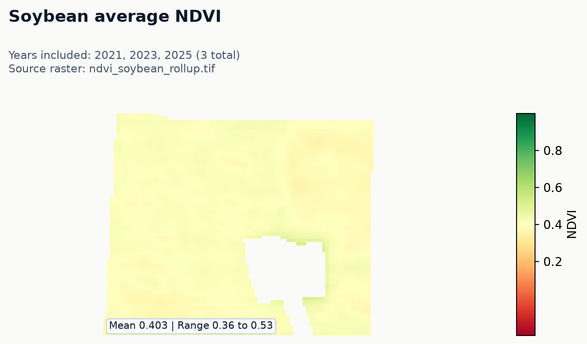 Soybean average NDVI
Years included: 2021, 2023, 2025 (3 total)
Source raster: ndvi_soybean_rollup.tif
0.8
0.6
0.4
0.2
NDVI
Mean 0.403 | Range 0.36 to 0.53